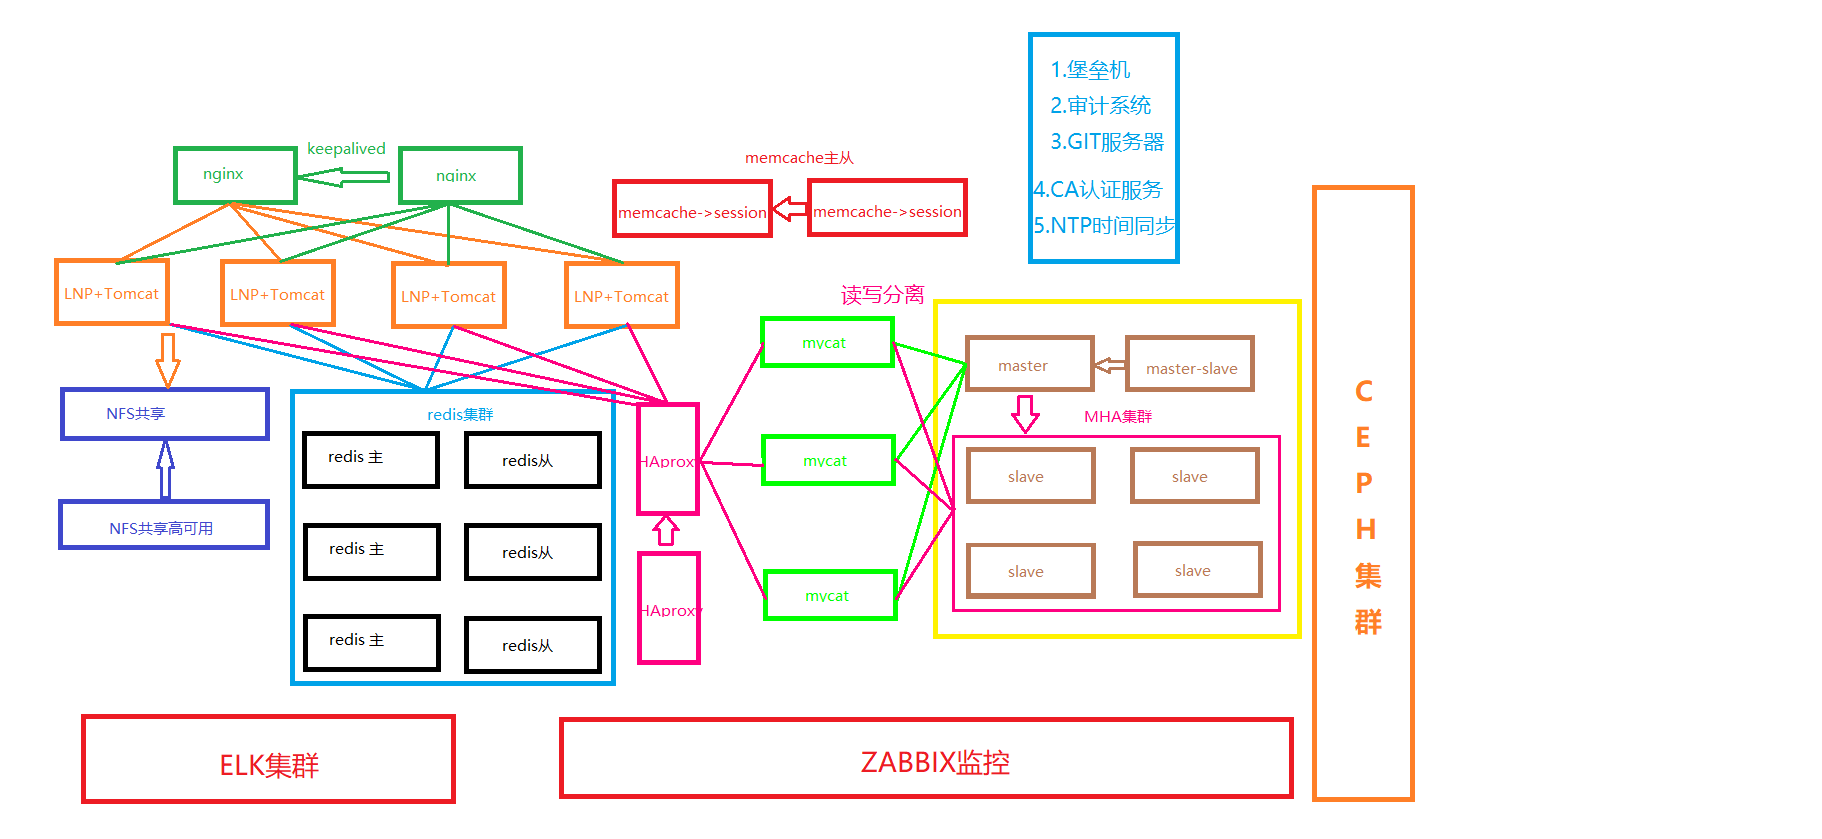 1.堡垒机
2.审计系统
3.GIT服务器
4.CA认证服务
5.NTP时间同步
keepalived
nginx
nginx
memcache主从
memcache->session
memcache->session
LNP+Tomcat
LNP+Tomcat
LNP+Tomcat
LNP+Tomcat
读写分离
mycat
master
master-slave
NFS共享
redis集群
MHA集群
redis 主
redis从
HAproxy
mycat
slave
slave
NFS共享高可用
redis 主
redis从
slave
slave
HAproxy
mycat
redis 主
redis从
ELK集群
ZABBIX监控
C
E
P
H
集
群